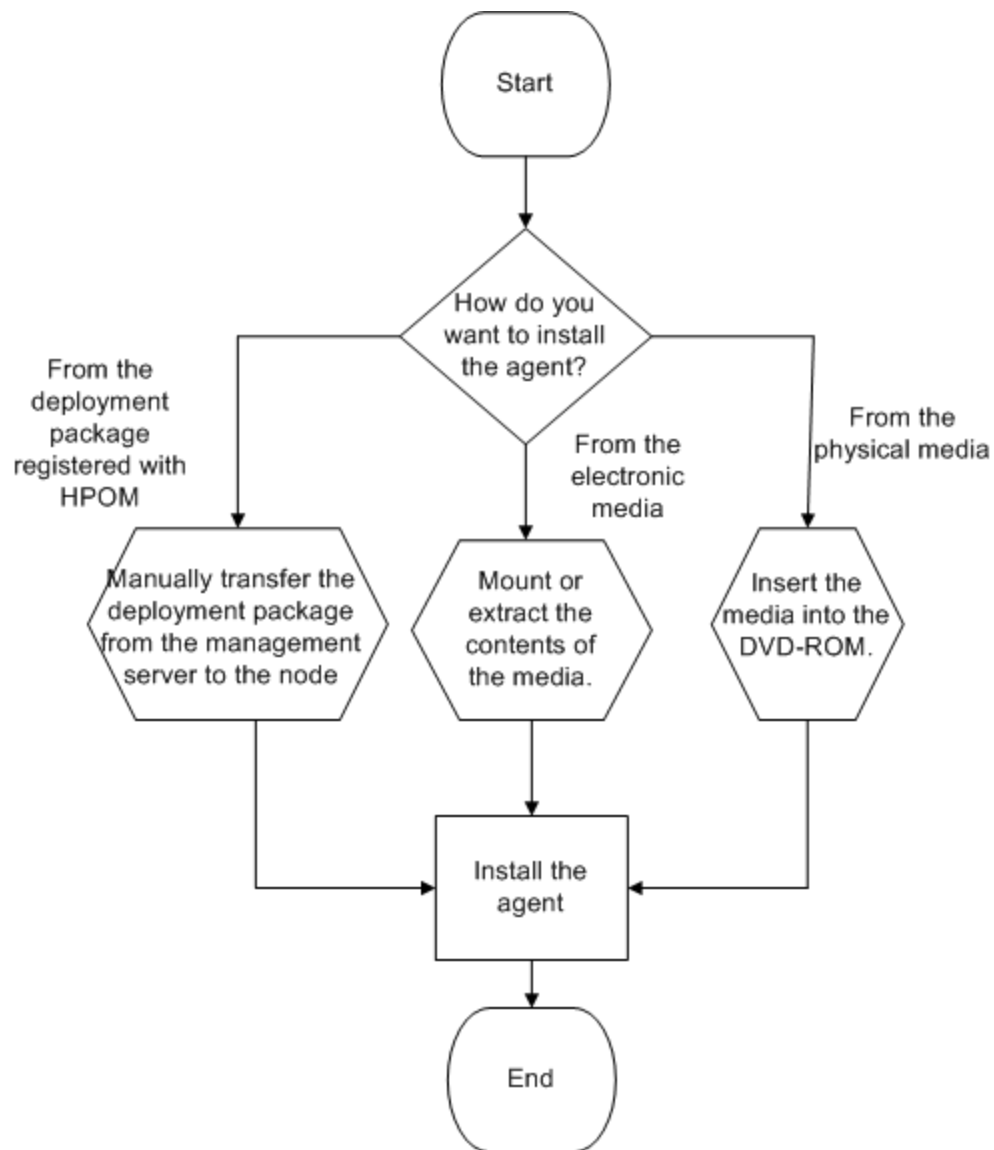 Start
How do you
want to install
the agent?
From the
deployment
package
registered with
HPOM
From the
electronic
media
From the
physical media
Manually transfer the
deployment package
from the management
server to the node
Mount or
extract the
contents of
the media.
Insert the
media into the
DVD-ROM.
Install the
agent
End